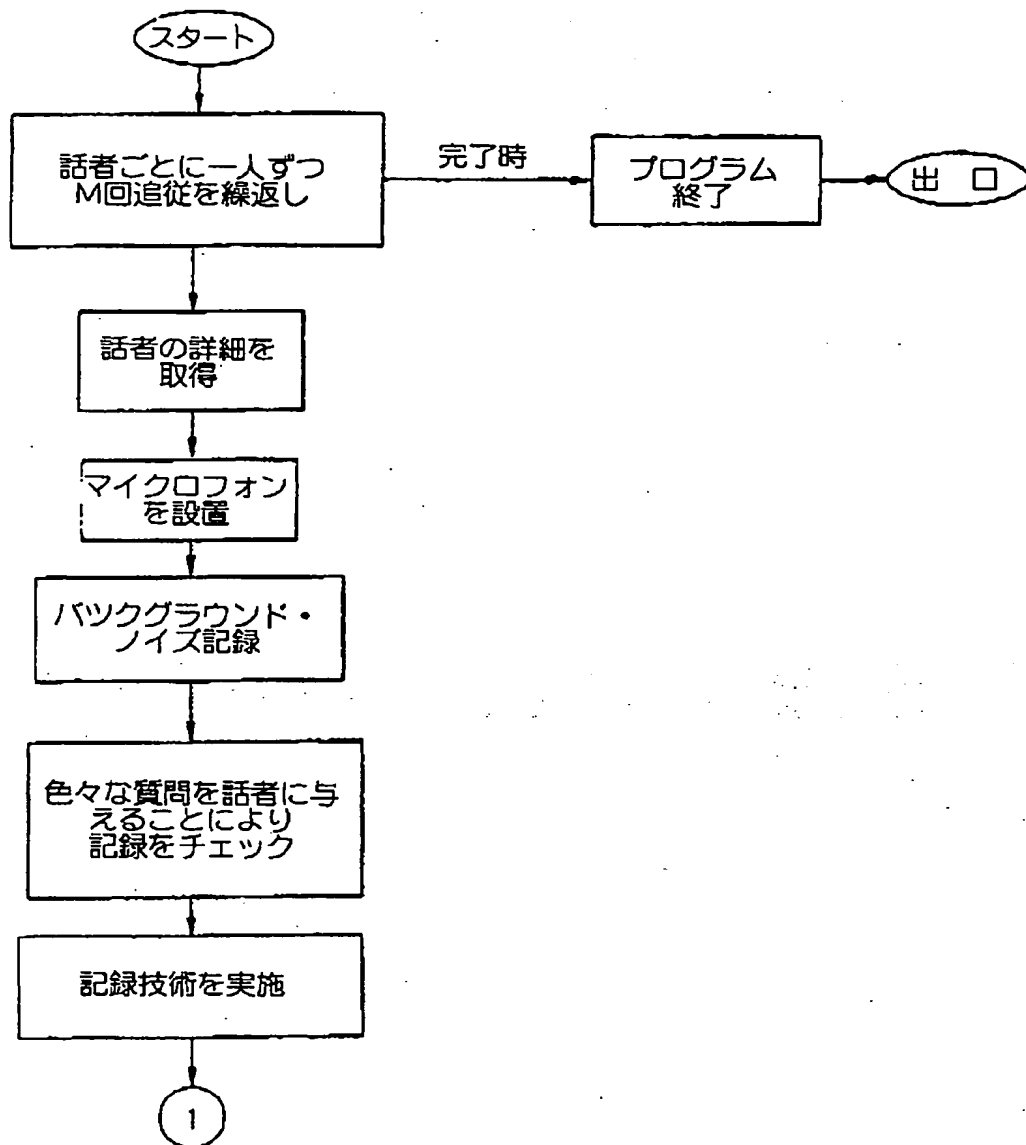 スタート
話者ごとに一人ずつ
M回追従を繰返し
完了時
プログラム
終了
出 口
話者の詳細を
取得
マイクロフォン
を設置
バツクグラウンド・
ノイズ記録
色々な質問を話者に与
えることにより
記録をチェック
記録技術を実施
1